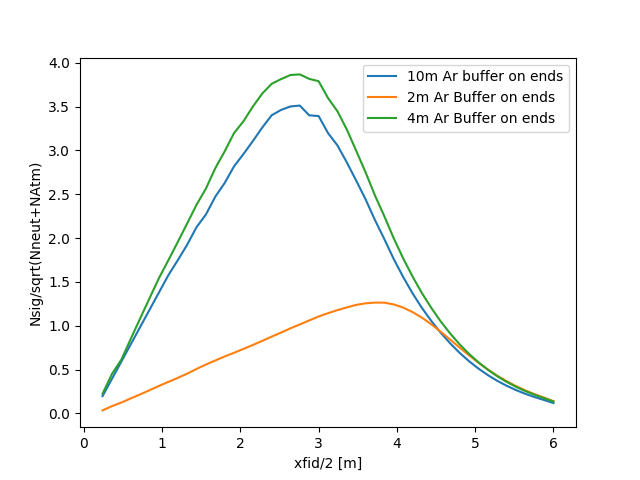 10m Ar buffer on ends
2m Ar Buffer on ends
4m Ar Buffer on ends
Nsig/sqrt(Nneut+NAtm)
4.0
3.5
3.0
2.5
2.0
1.5
1.0
0.5
0.0
0 1 2 3 4 5 6
xfid/2 [m]